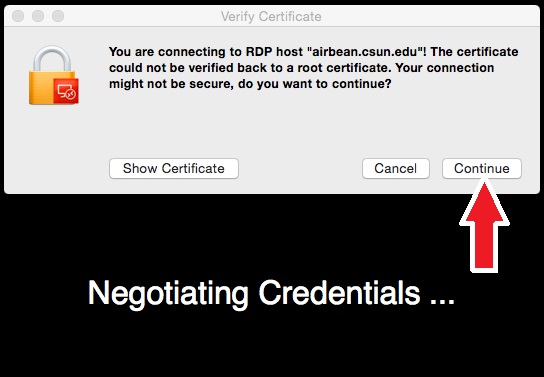 Verify Certificate
You are connecting to RDP host "airbean.csun.edu"! The certificate
could not be verified back to a root certificate. Your connection
might not be secure, do you want to continue?
Show Certificate
Cancel
Continue
Negotiating Credentials ...